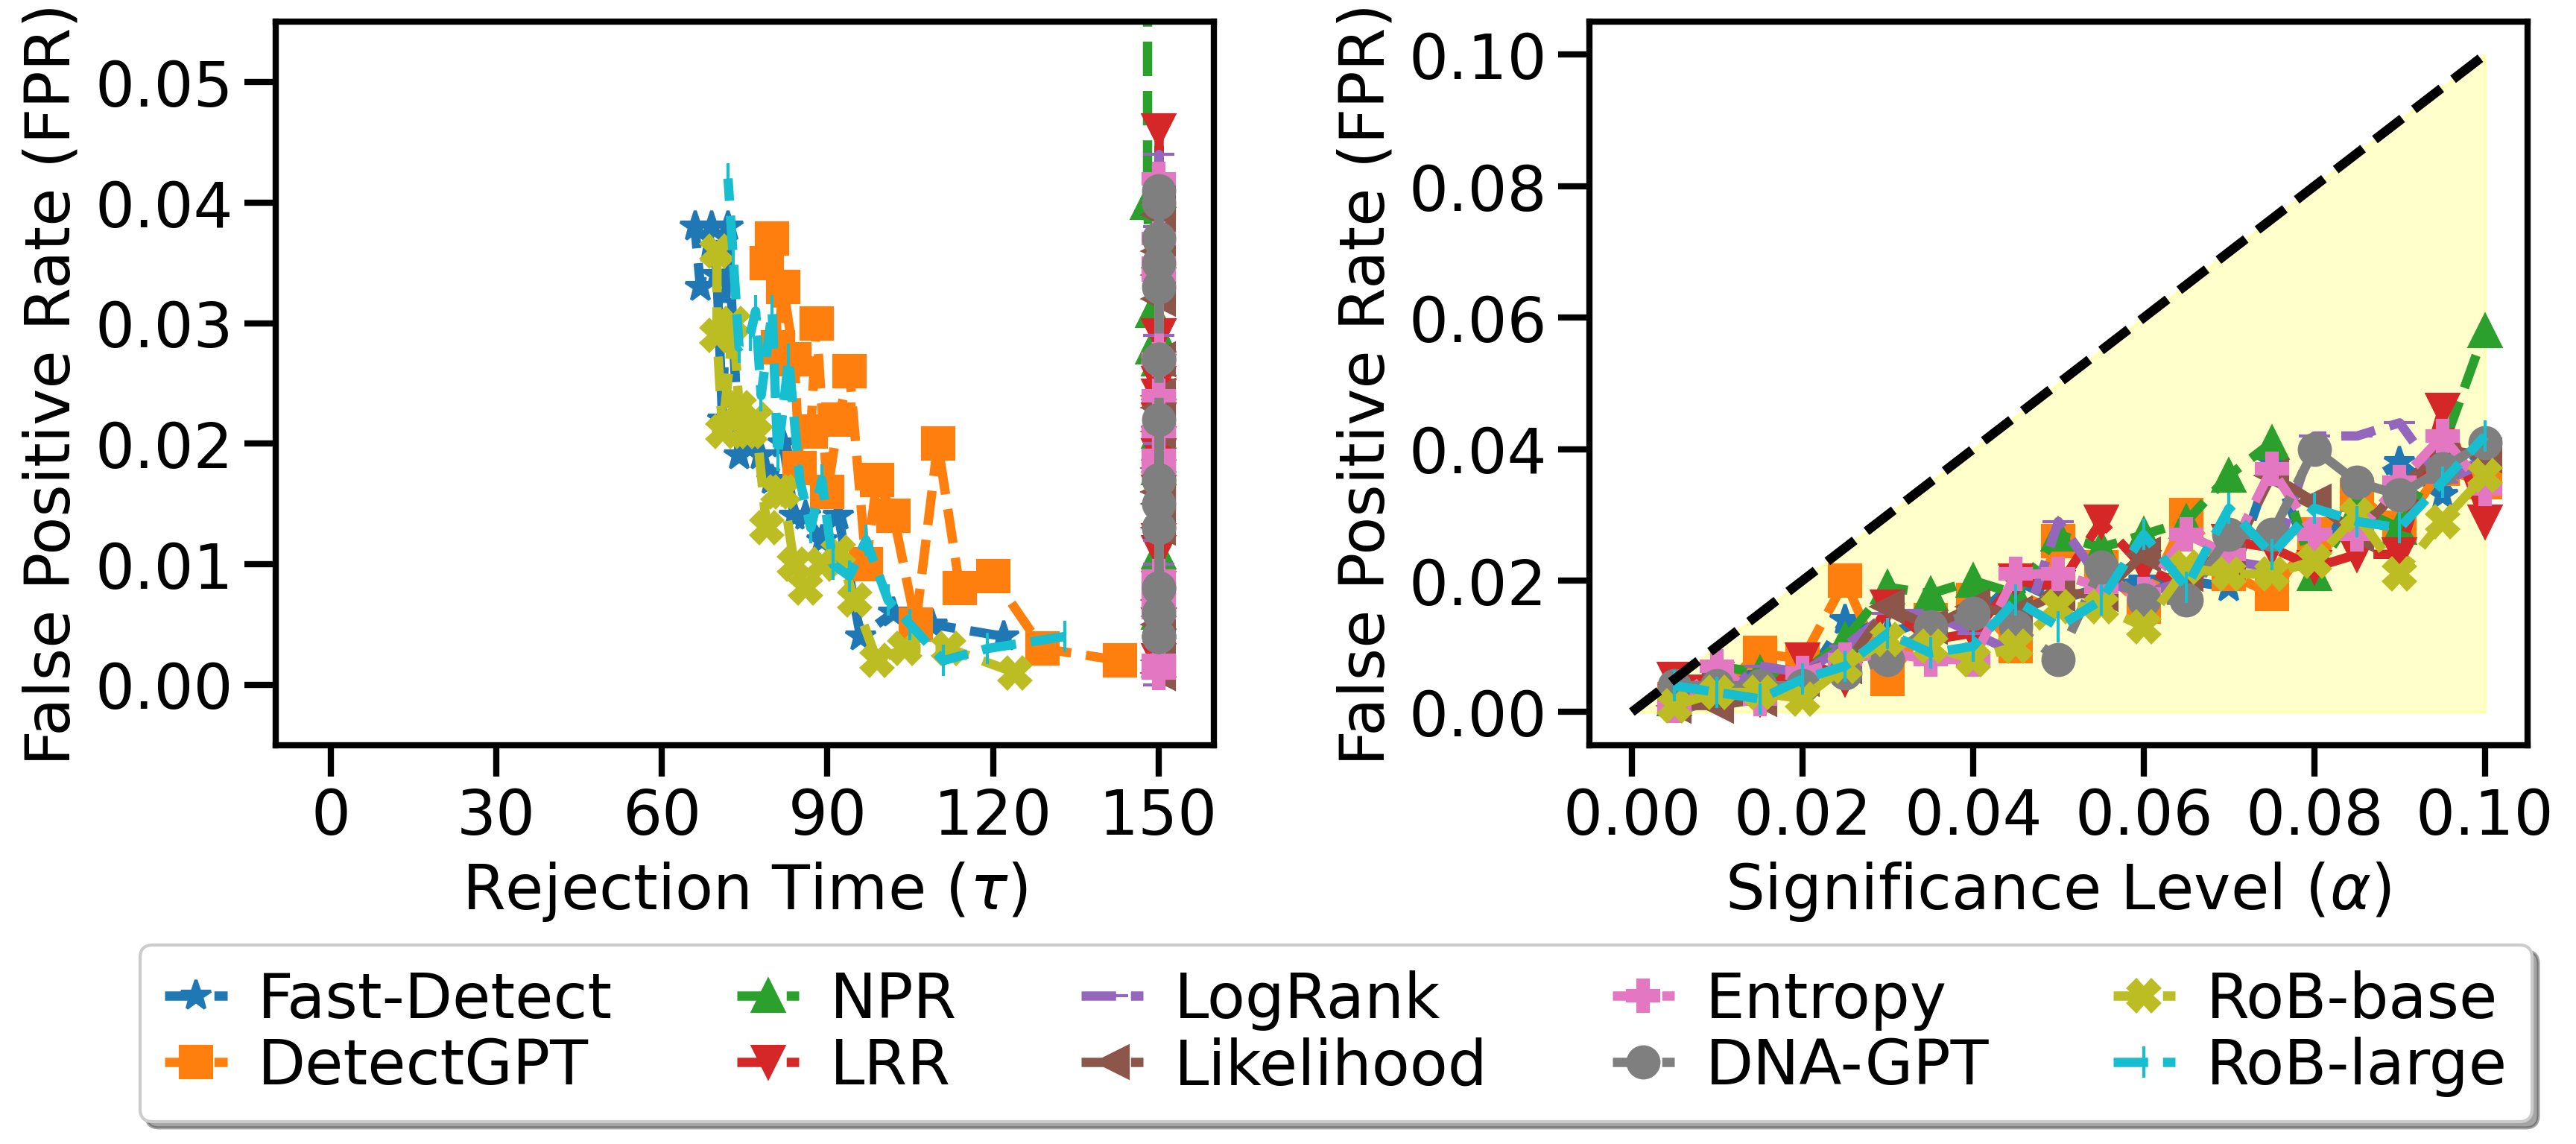 False Positive Rate (FPR)
0.05
0.04
0.03
0.02
0.01
0.00
0 30 60 90 120 150
Rejection Time (τ)
False Positive Rate (FPR)
0.10
0.08
0.06
0.04
0.02
0.00
0.00 0.02 0.04 0.06 0.08 0.10
Significance Level (α)
Fast-Detect NPR LogRank Entropy RoB-base
DetectGPT LRR Likelihood DNA-GPT RoB-large